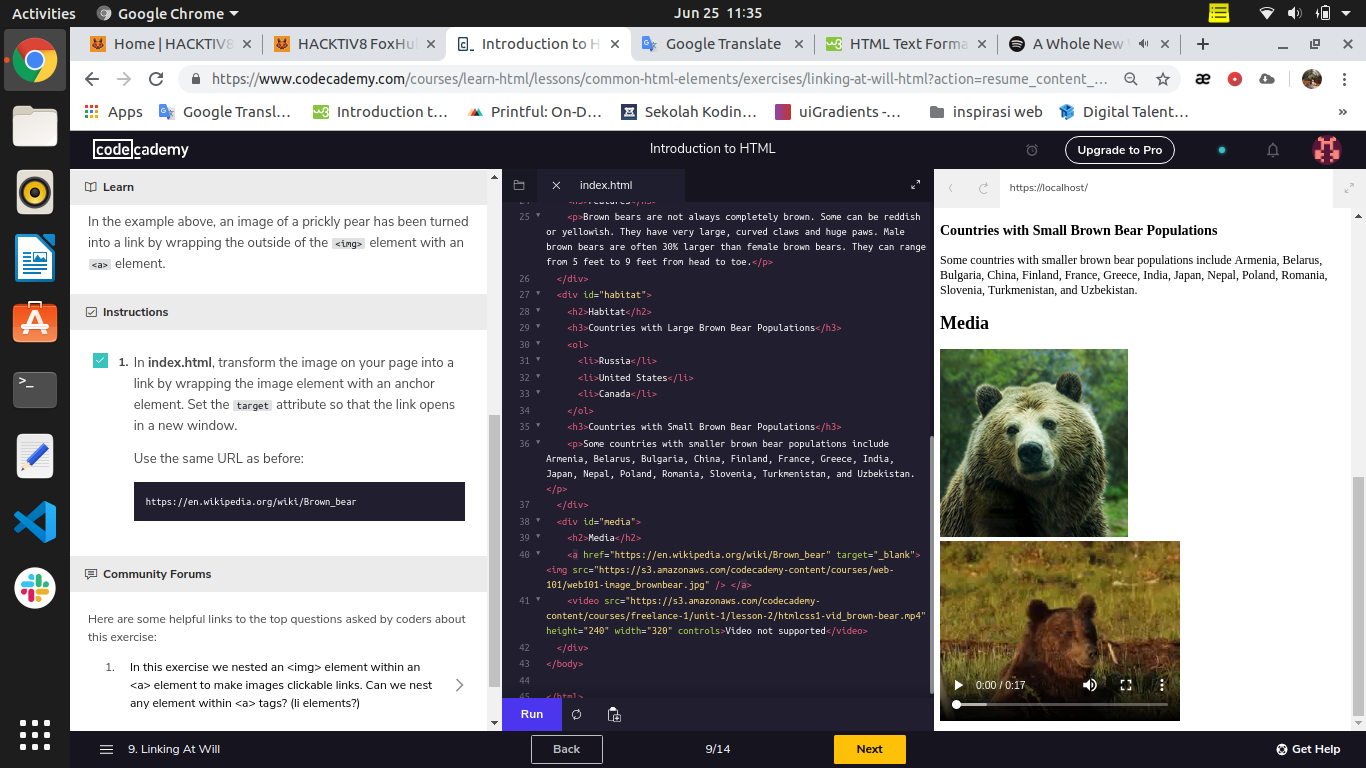 Activities
Google Chrome
Jun 25 11:35
Home | HACKTIV8
HACKTIV8 FoxHu
Introduction to H
Google Translate
HTML Text Forma
A Whole New
https://www.codecademy.com/courses/learn-html/lessons/common-html-elements/exercises/linking-at-will-html?action=resume_content_...
Apps
Google Transl...
Introduction t...
Printful: On-D...
Sekolah Kodin...
uiGradients -...
inspirasi web
Digital Talent...
»
codecademy
Introduction to HTML
Upgrade to Pro
Learn
In the example above, an image of a prickly pear has been turned
into a link by wrapping the outside of the <img> element with an
<a> element.
Instructions
1. In index.html, transform the image on your page into a
link by wrapping the image element with an anchor
element. Set the target attribute so that the link opens
in a new window.
Use the same URL as before:
https://en.wikipedia.org/wiki/Brown_bear
Community Forums
Here are some helpful links to the top questions asked by coders about
this exercise:
1. In this exercise we nested an <img> element within an
<a> element to make images clickable links. Can we nest
any element within <a> tags? (li elements?)
index.html
24 <h3>Features</h3>
25 <p>Brown bears are not always completely brown. Some can be reddish
or yellowish. They have very large, curved claws and huge paws. Male
brown bears are often 30% larger than female brown bears. They can range
from 5 feet to 9 feet from head to toe.</p>
26 </div>
27 <div id="habitat">
28 <h2>Habitat</h2>
29 <h3>Countries with Large Brown Bear Populations</h3>
30 <ol>
31 <li>Russia</li>
32 <li>United States</li>
33 <li>Canada</li>
34 </ol>
35 <h3>Countries with Small Brown Bear Populations</h3>
36 <p>Some countries with smaller brown bear populations include
Armenia, Belarus, Bulgaria, China, Finland, France, Greece, India,
Japan, Nepal, Poland, Romania, Slovenia, Turkmenistan, and Uzbekistan.
</p>
37 </div>
38 <div id="media">
39 <h2>Media</h2>
40 <a href="https://en.wikipedia.org/wiki/Brown_bear" target="_blank">
<img src="https://s3.amazonaws.com/codecademy-content/courses/web-
101/web101-image_brownbear.jpg" /> </a>
41 <video src="https://s3.amazonaws.com/codecademy-
content/courses/freelance-1/unit-1/lesson-2/htmlcss1-vid_brown-bear.mp4"
height="240" width="320" controls>Video not supported</video>
42 </div>
43 </body>
44
45 </html>
Run
https://localhost/
Countries with Small Brown Bear Populations
Some countries with smaller brown bear populations include Armenia, Belarus,
Bulgaria, China, Finland, France, Greece, India, Japan, Nepal, Poland, Romania,
Slovenia, Turkmenistan, and Uzbekistan.
Media
0:00 / 0:17
9. Linking At Will
Back
9/14
Next
Get Help